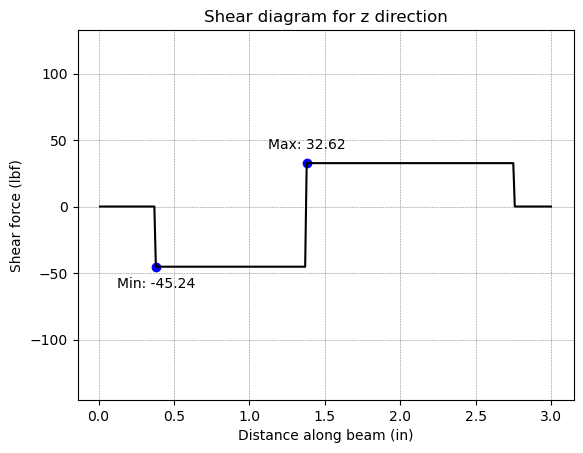 Shear diagram for z direction
Shear force (lbf)
100
50
0
−50
−100
Max: 32.62
Min: -45.24
0.0 0.5 1.0 1.5 2.0 2.5 3.0
Distance along beam (in)